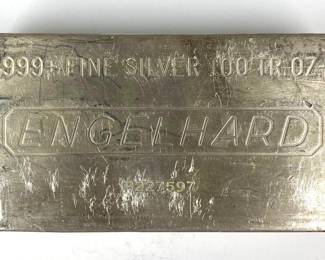 999+ FINE SILVER 100 TR. OZ.
ENGELHARD